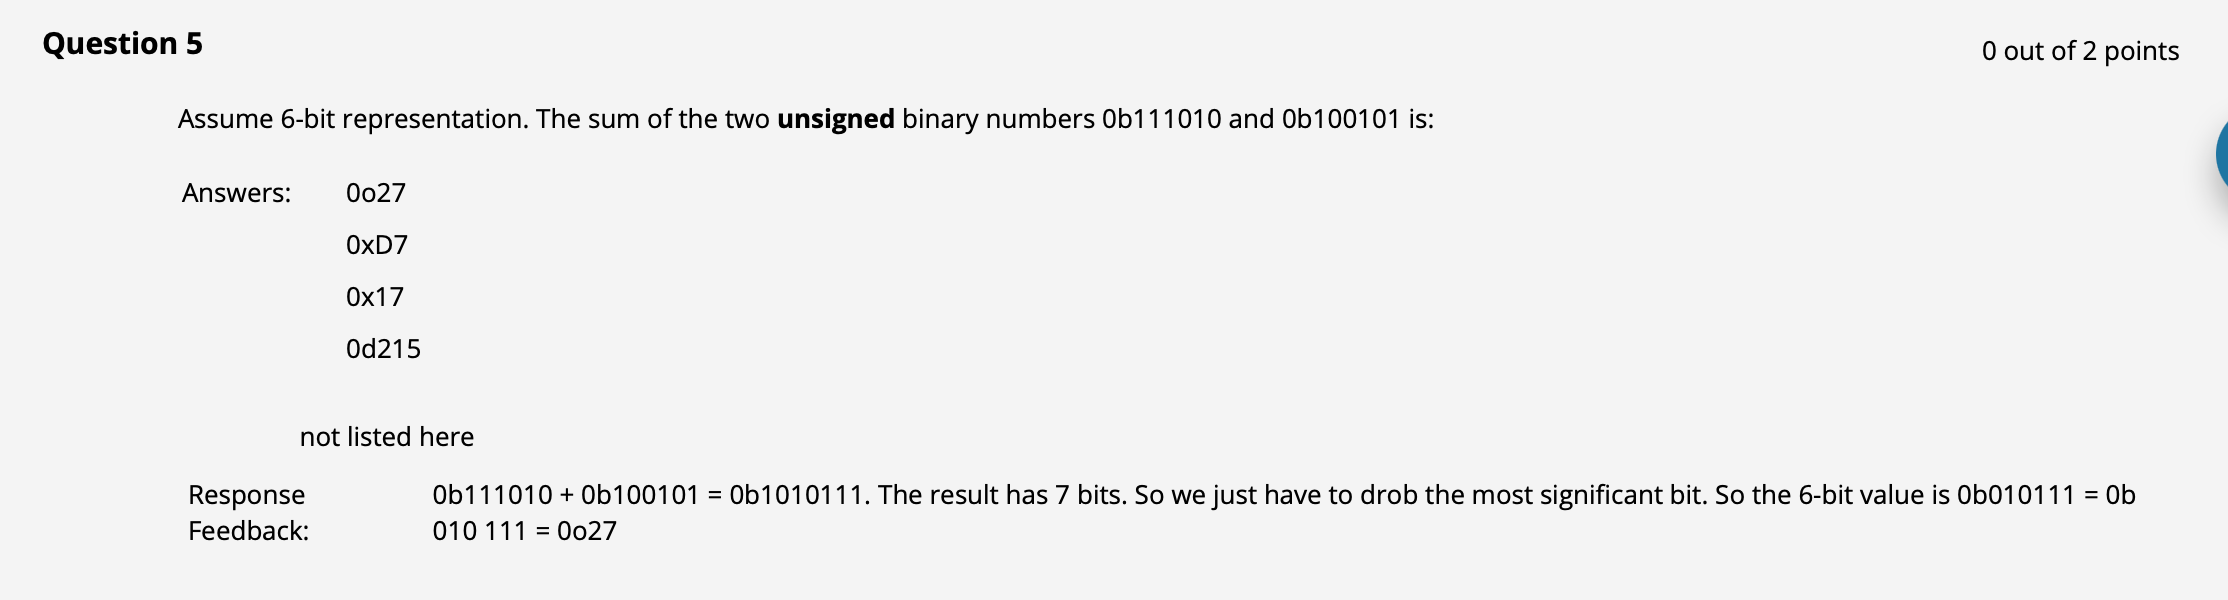 Question 5
0 out of 2 points
Assume 6-bit representation. The sum of the two unsigned binary numbers 0b111010 and 0b100101 is:
Answers: 0o27
0xD7
0x17
0d215
not listed here
Response Feedback: 0b111010 + 0b100101 = 0b1010111. The result has 7 bits. So we just have to drob the most significant bit. So the 6-bit value is 0b010111 = 0b
010 111 = 0o27